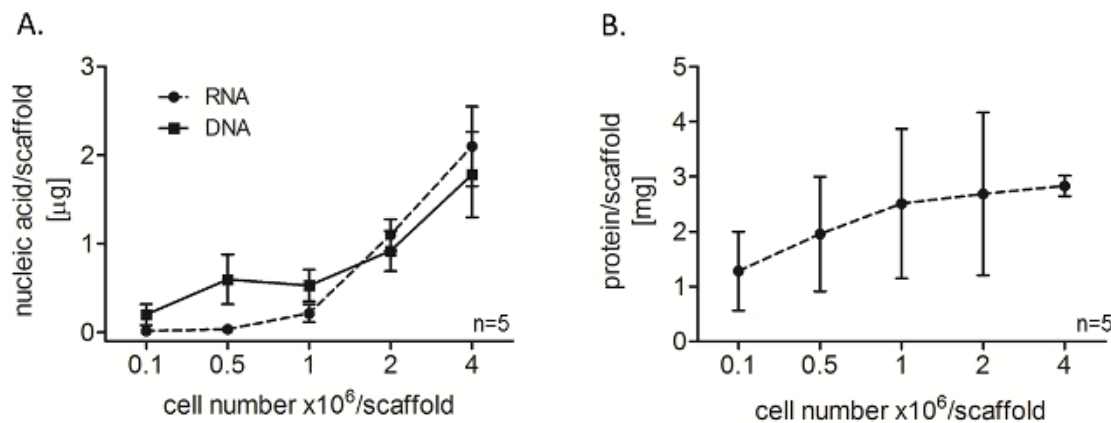 A.
nucleic acid/scaffold
[µg]
3
2
1
0
RNA
DNA
n=5
0.1 0.5 1 2 4
cell number x10⁶/scaffold
B.
protein/scaffold
[mg]
5
4
3
2
1
0
n=5
0.1 0.5 1 2 4
cell number x10⁶/scaffold